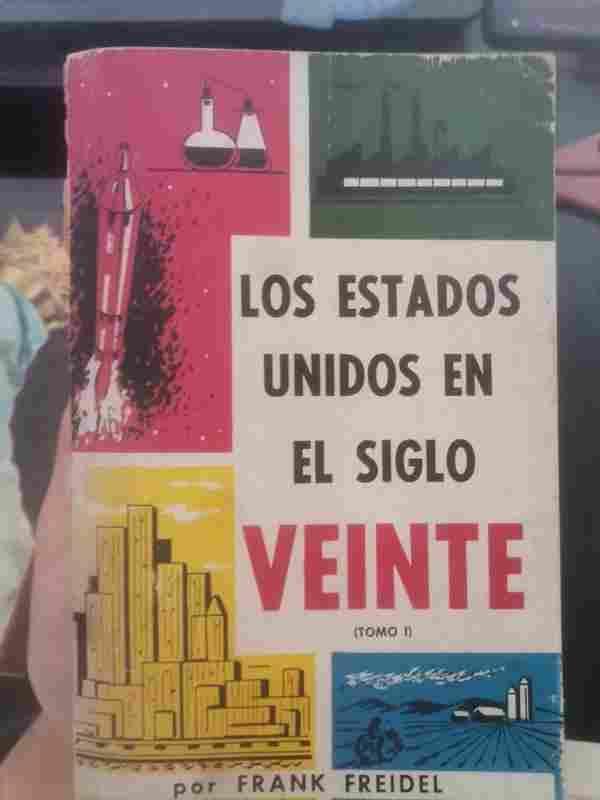 LOS ESTADOS
UNIDOS EN
EL SIGLO
VEINTE
(TOMO I)
por FRANK FREIDEL